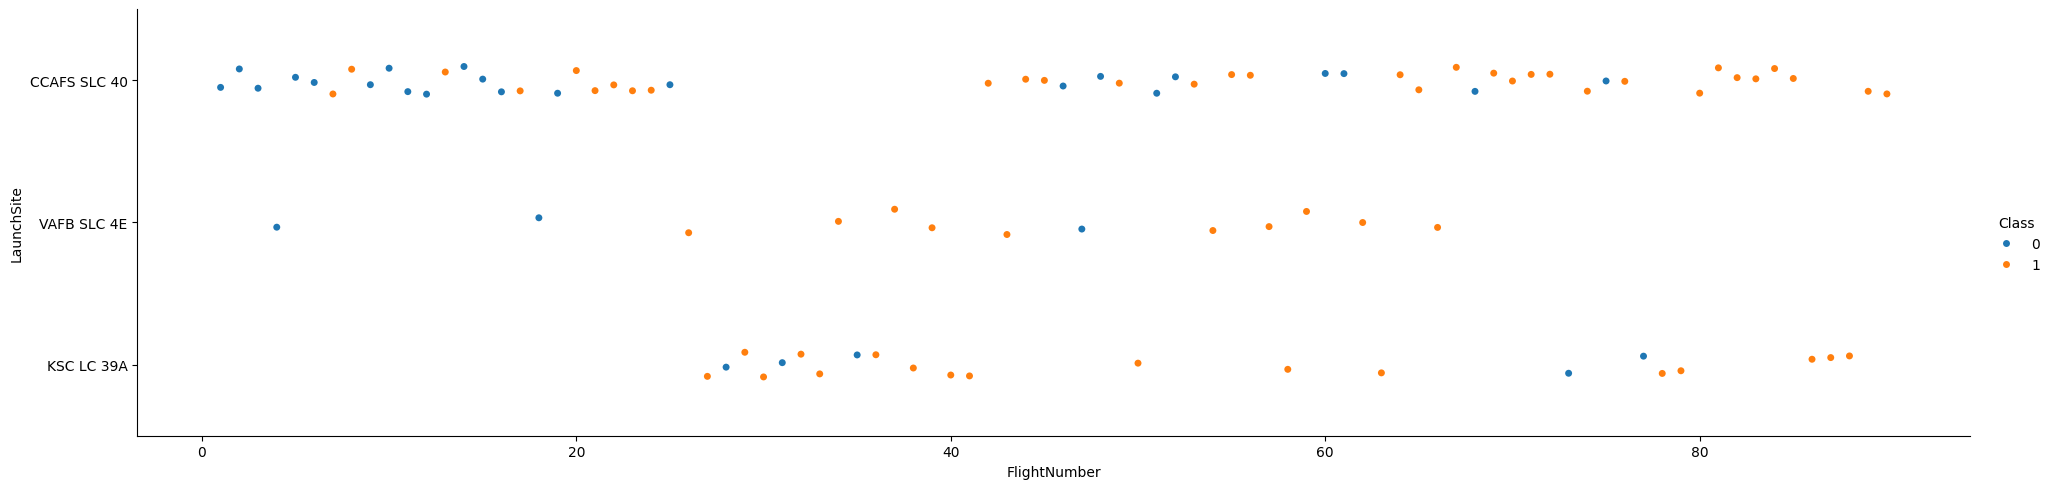 CCAFS SLC 40
VAFB SLC 4E
KSC LC 39A
LaunchSite
0 20 40 60 80
FlightNumber
Class
0
1